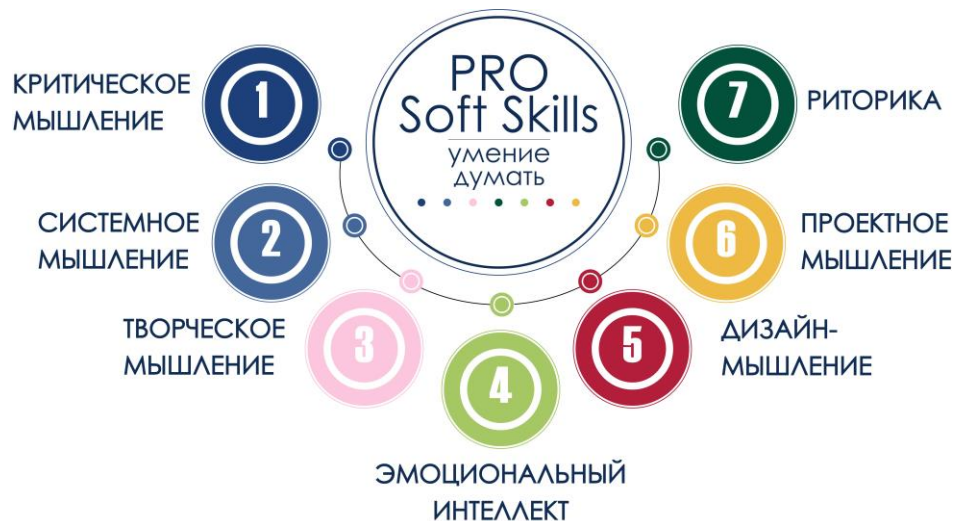 PRO
Soft Skills
умение
думать
1
КРИТИЧЕСКОЕ
МЫШЛЕНИЕ
2
СИСТЕМНОЕ
МЫШЛЕНИЕ
3
ТВОРЧЕСКОЕ
МЫШЛЕНИЕ
4
ЭМОЦИОНАЛЬНЫЙ
ИНТЕЛЛЕКТ
5
ДИЗАЙН-
МЫШЛЕНИЕ
6
ПРОЕКТНОЕ
МЫШЛЕНИЕ
7
РИТОРИКА